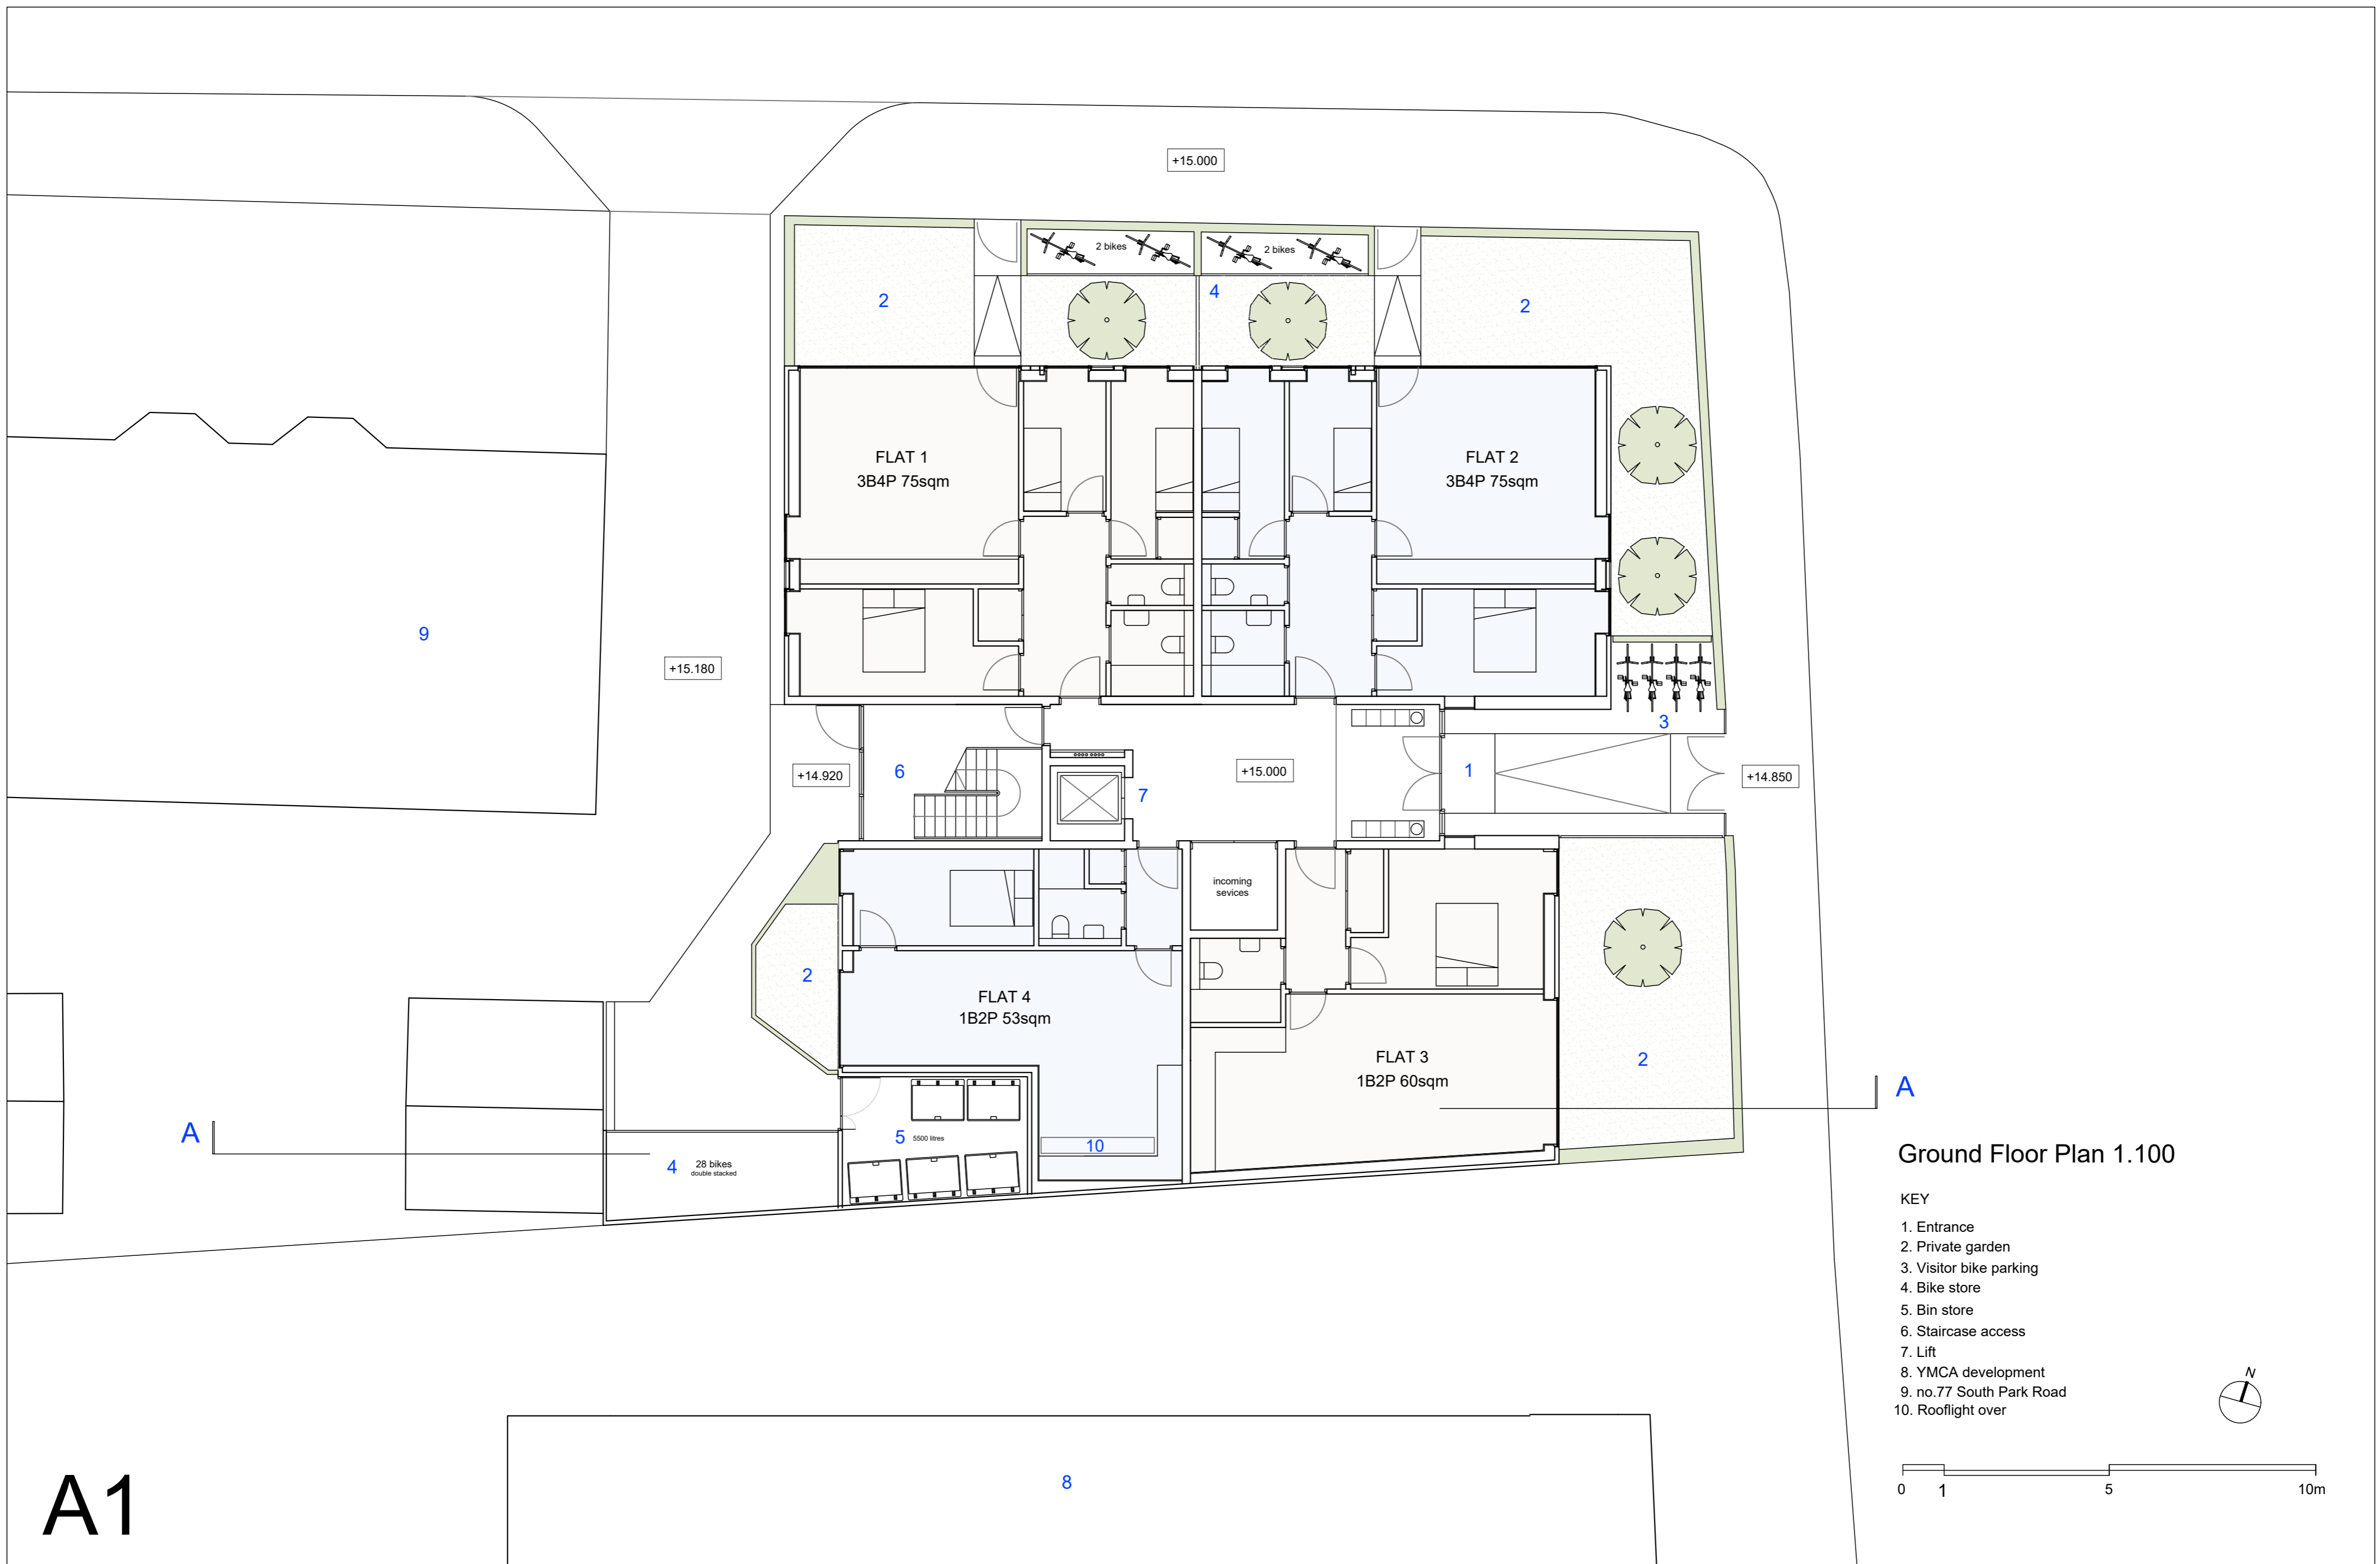 +15.000
2 bikes
2 bikes
2
4
2
FLAT 1
3B4P 75sqm
FLAT 2
3B4P 75sqm
9
+15.180
3
+14.920
6
7
+15.000
1
+14.850
incoming
sevices
2
FLAT 4
1B2P 53sqm
FLAT 3
1B2P 60sqm
2
A
A
5
5500 litres
10
4
28 bikes
double stacked
Ground Floor Plan 1.100
KEY
1. Entrance
2. Private garden
3. Visitor bike parking
4. Bike store
5. Bin store
6. Staircase access
7. Lift
8. YMCA development
9. no.77 South Park Road
10. Rooflight over
N
0 1 5 10m
8
A1